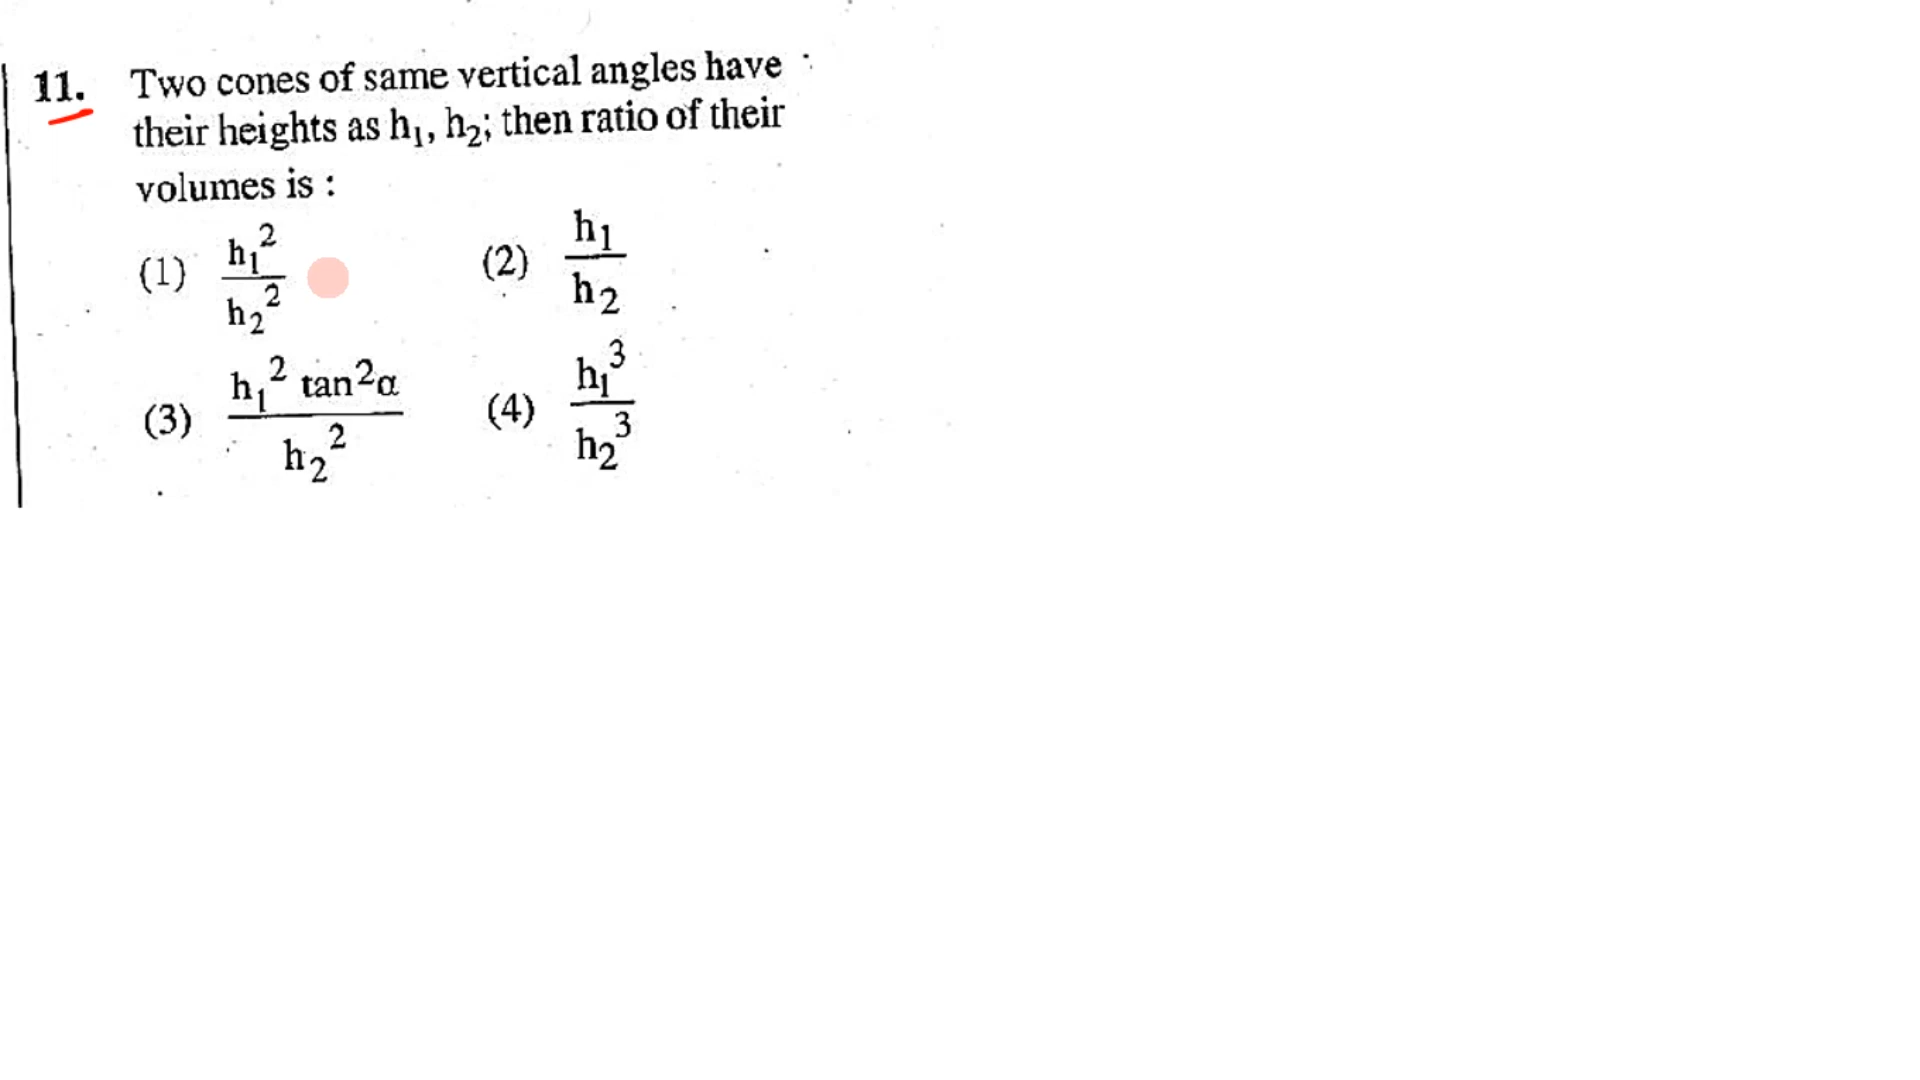 11. Two cones of same vertical angles have
their heights as h₁, h₂; then ratio of their
volumes is :
(1) h₁²/h₂² (2) h₁/h₂
(3) h₁² tan²α/h₂² (4) h₁³/h₂³